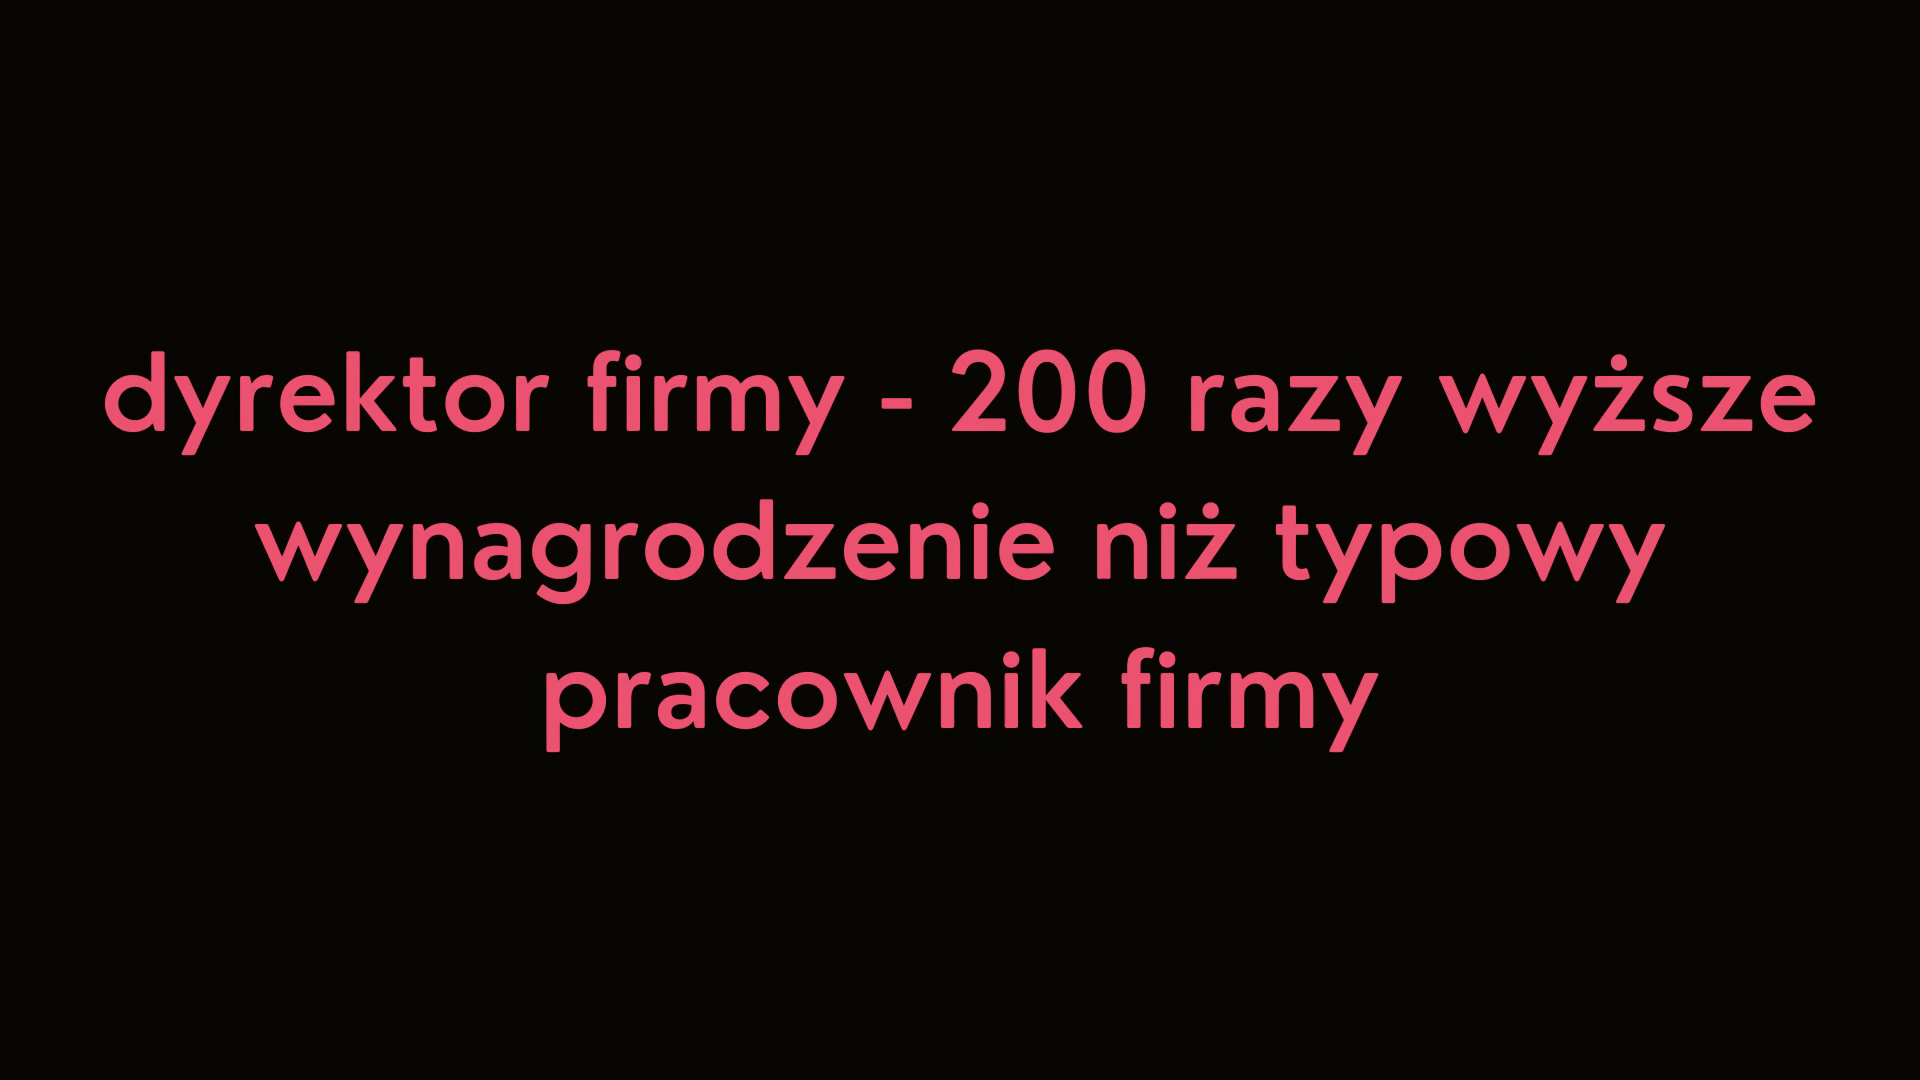 dyrektor firmy - 200 razy wyższe
wynagrodzenie niż typowy
pracownik firmy